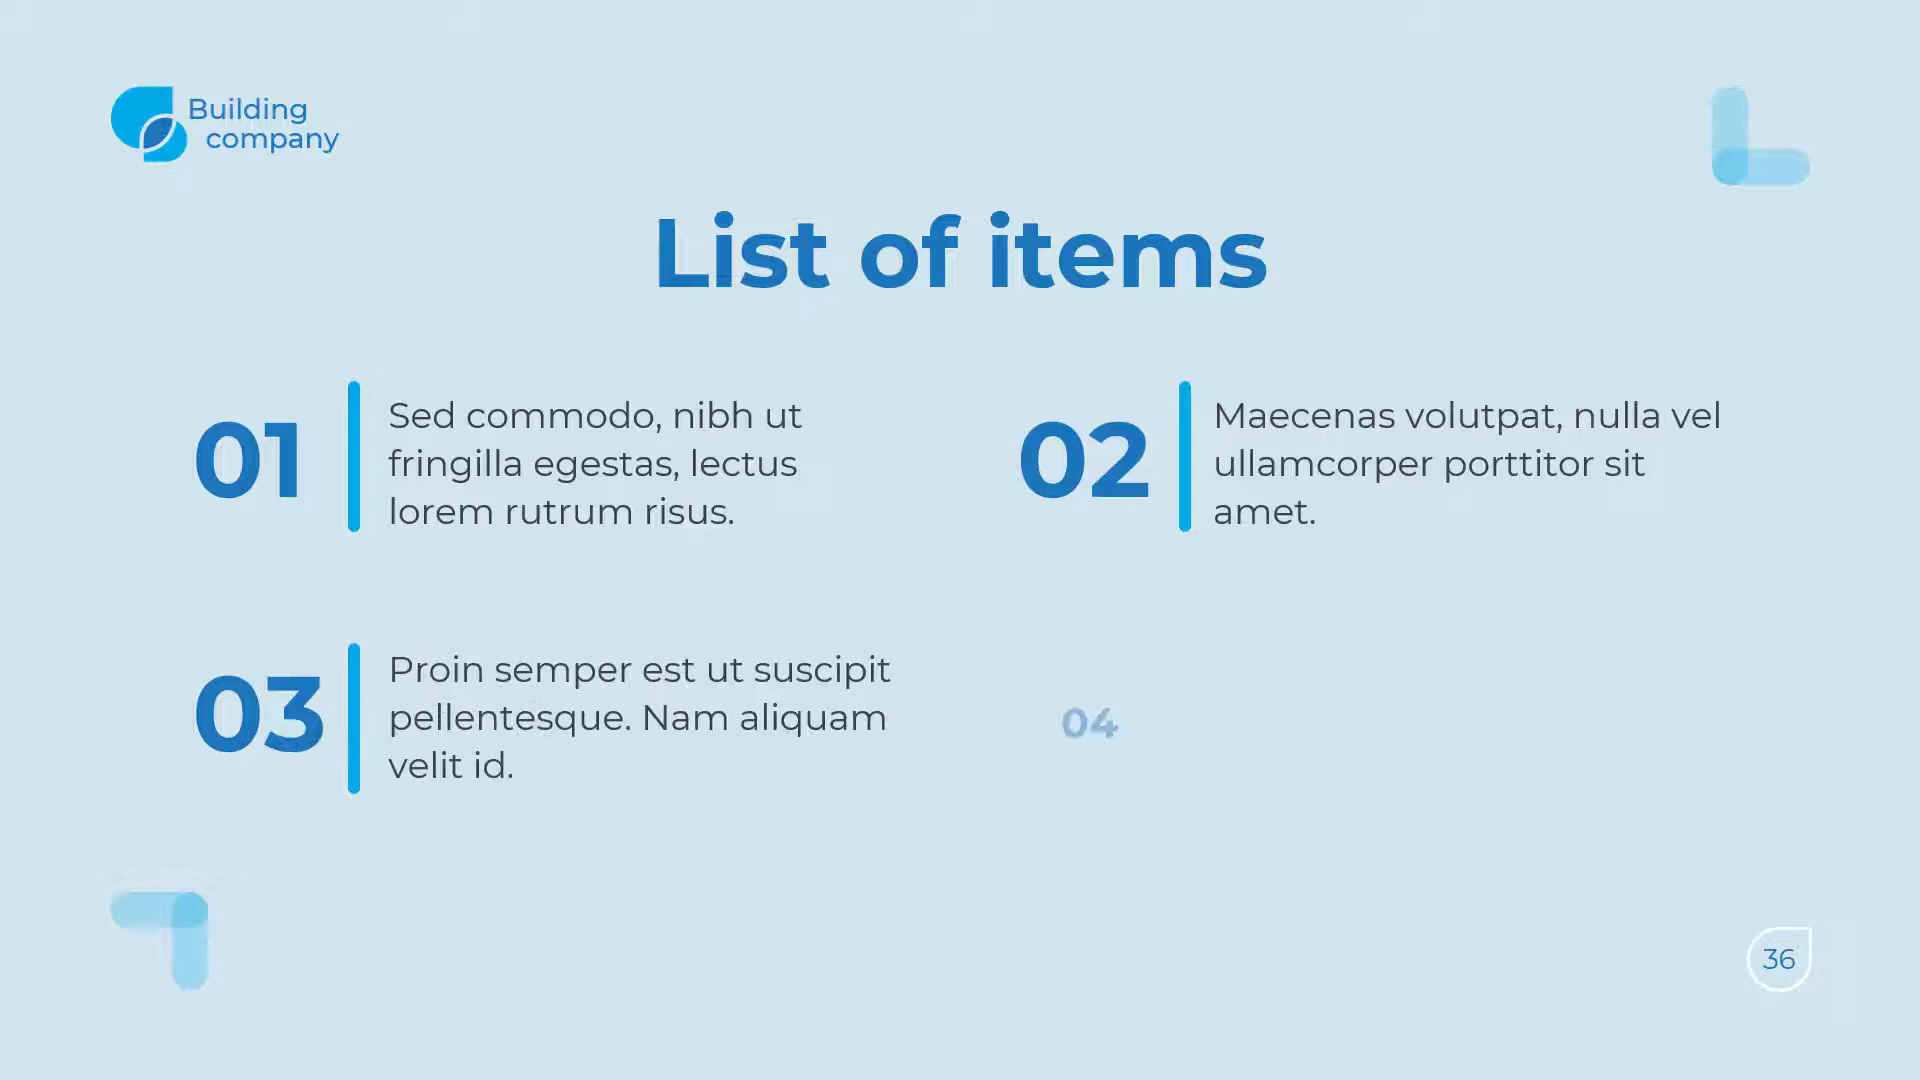 Building
company
List of items
01
Sed commodo, nibh ut
fringilla egestas, lectus
lorem rutrum risus.
02
Maecenas volutpat, nulla vel
ullamcorper porttitor sit
amet.
03
Proin semper est ut suscipit
pellentesque. Nam aliquam
velit id.
04
36